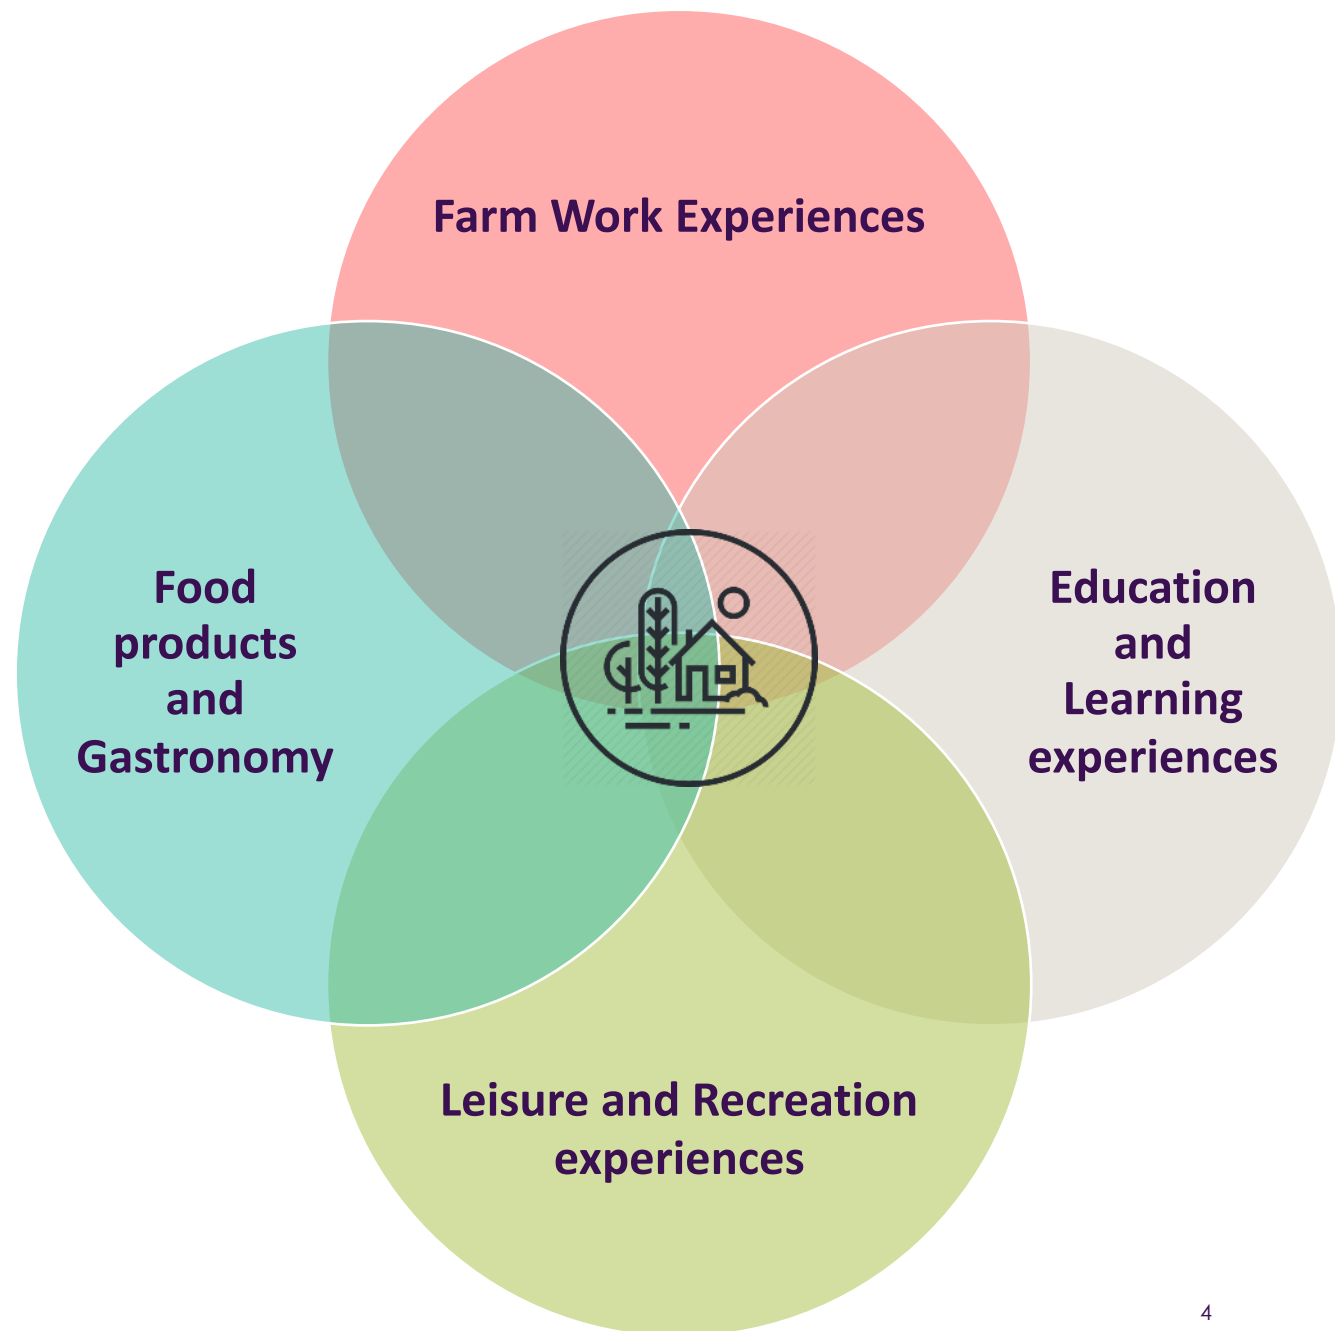 Farm Work Experiences
Food
products
and
Gastronomy
Education
and
Learning
experiences
Leisure and Recreation
experiences
4